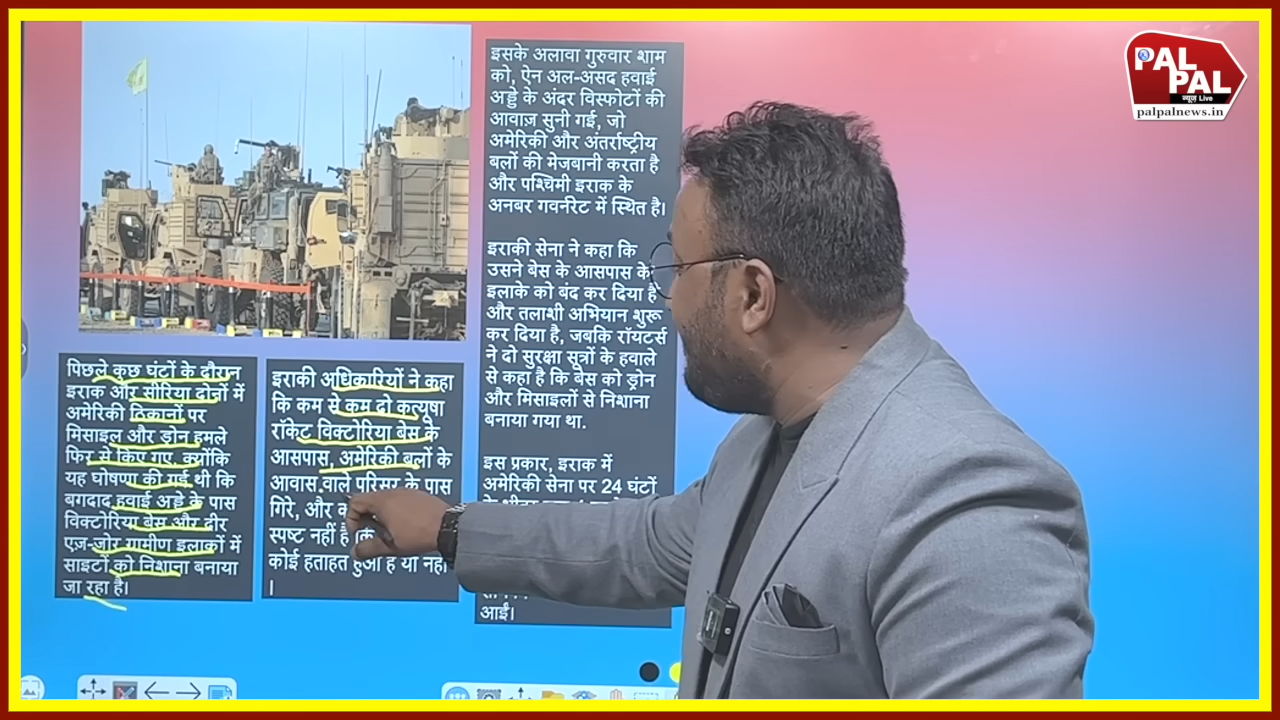 PAL
PAL
न्यूज़ Live
palpalnews.in
पिछले कुछ घंटों के दौरान
इराक और सीरिया दोनों में
अमेरिकी ठिकानों पर
मिसाइल और ड्रोन हमले
फिर से किए गए, क्योंकि
यह घोषणा की गई थी कि
बगदाद हवाई अड्डे के पास
विक्टोरिया बेस और दीर
एज़-ज़ोर ग्रामीण इलाकों में
साइटों को निशाना बनाया
जा रहा है।
इराकी अधिकारियों ने कहा
कि कम से कम दो कत्यूषा
रॉकेट विक्टोरिया बेस के
आसपास, अमेरिकी बलों के
आवास वाले परिसर के पास
गिरे, और
स्पष्ट नहीं है कि
कोई हताहत हुआ है या नहीं
।
इसके अलावा गुरुवार शाम
को, ऐन अल-असद हवाई
अड्डे के अंदर विस्फोटों की
आवाज़ सुनी गई, जो
अमेरिकी और अंतर्राष्ट्रीय
बलों की मेजबानी करता है
और पश्चिमी इराक के
अनबर गवर्नरेट में स्थित है।
इराकी सेना ने कहा कि
उसने बेस के आसपास के
इलाके को बंद कर दिया है
और तलाशी अभियान शुरू
कर दिया है, जबकि रॉयटर्स
ने दो सुरक्षा सूत्रों के हवाले
से कहा है कि बेस को ड्रोन
और मिसाइलों से निशाना
बनाया गया था.
इस प्रकार, इराक में
अमेरिकी सेना पर 24 घंटों
आईं।